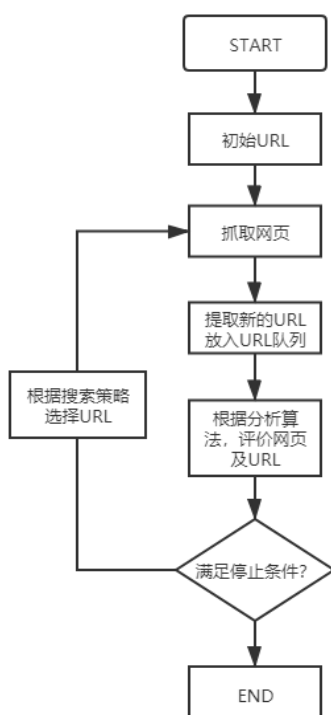 START
初始URL
抓取网页
提取新的URL
放入URL队列
根据搜索策略
选择URL
根据分析算
法，评价网页
及URL
满足停止条件?
END